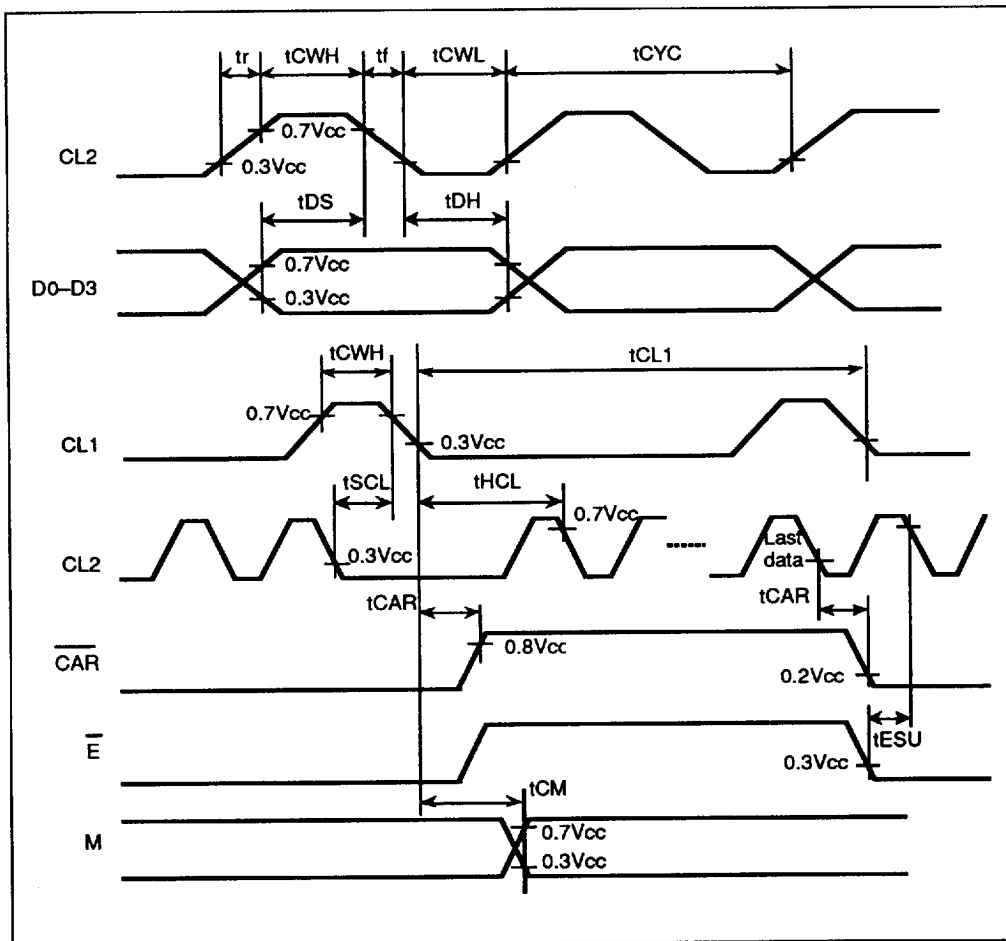 tr tCWH tf tCWL tCYC
CL2
0.7Vcc
0.3Vcc
tDS tDH
D0–D3
0.7Vcc
0.3Vcc
tCWH tCL1
CL1
0.7Vcc
0.3Vcc
tSCL tHCL
CL2
0.7Vcc
0.3Vcc
Last
data
tCAR tCAR
CAR
0.8Vcc
0.2Vcc
E
tESU
0.3Vcc
tCM
M
0.7Vcc
0.3Vcc